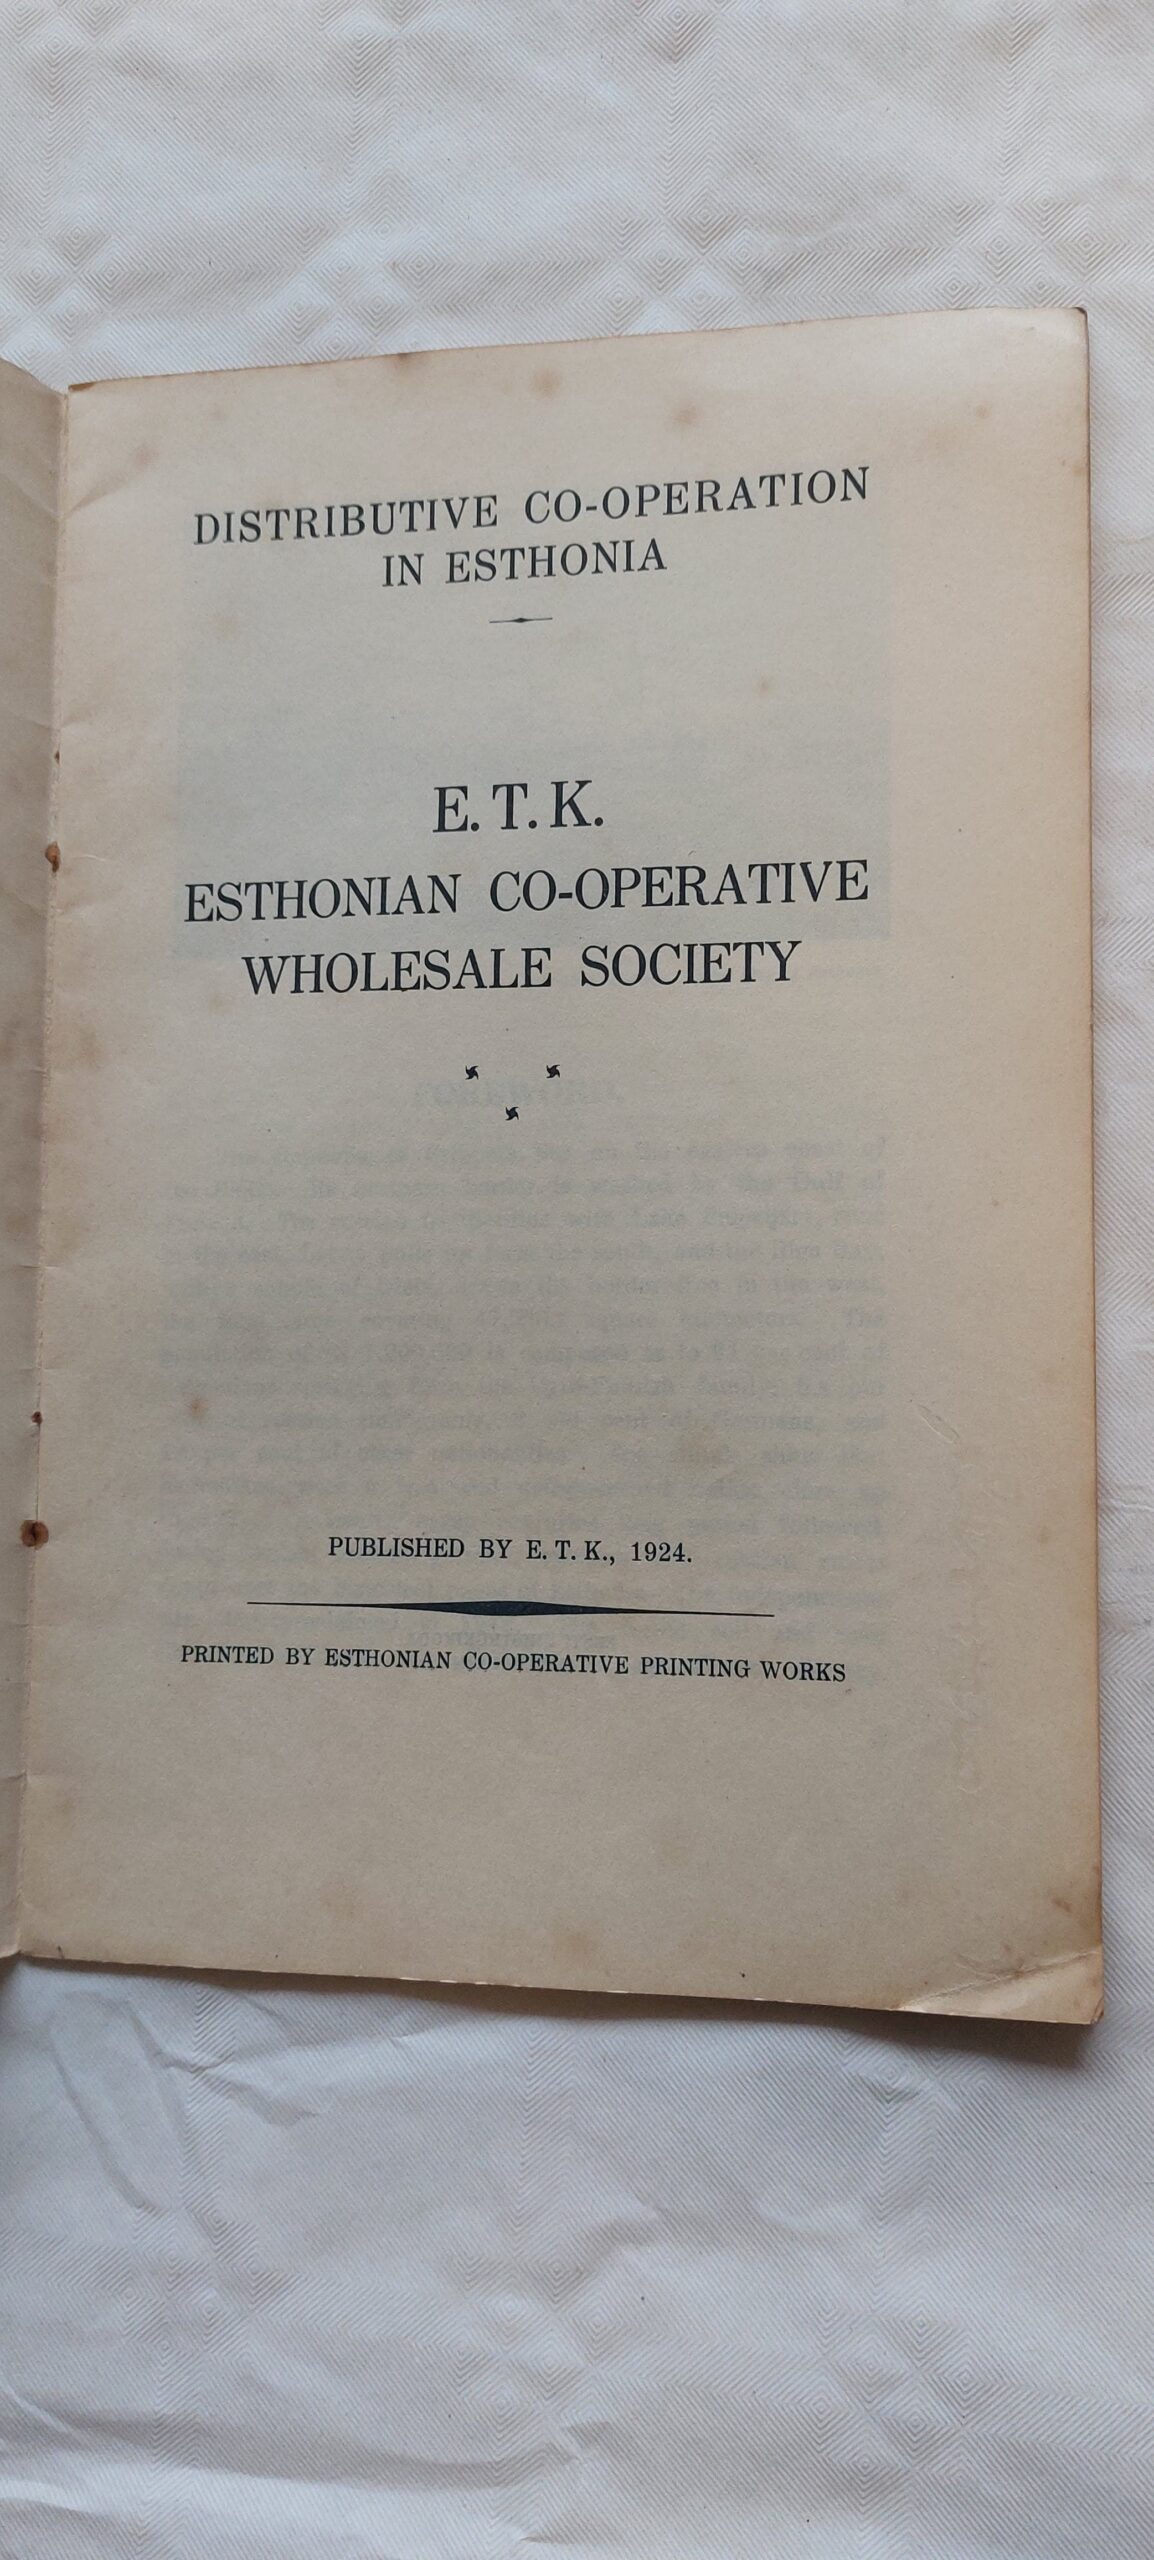 DISTRIBUTIVE CO-OPERATION
IN ESTHONIA
E. T. K.
ESTHONIAN CO-OPERATIVE
WHOLESALE SOCIETY
PUBLISHED BY E. T. K., 1924.
PRINTED BY ESTHONIAN CO-OPERATIVE PRINTING WORKS